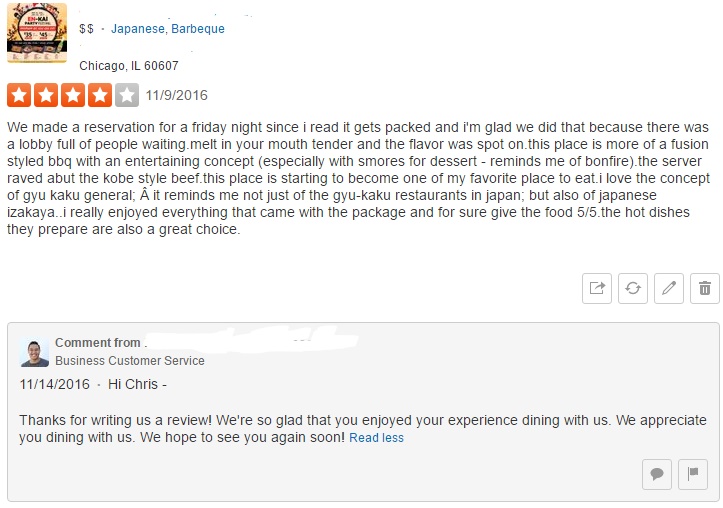 EN-KAI
PARTY
$35 $45
$$ · Japanese, Barbeque
Chicago, IL 60607
11/9/2016
We made a reservation for a friday night since i read it gets packed and i'm glad we did that because there was
a lobby full of people waiting.melt in your mouth tender and the flavor was spot on.this place is more of a fusion
styled bbq with an entertaining concept (especially with smores for dessert - reminds me of bonfire).the server
raved abut the kobe style beef.this place is starting to become one of my favorite place to eat.i love the concept
of gyu kaku general; Â it reminds me not just of the gyu-kaku restaurants in japan; but also of japanese
izakaya..i really enjoyed everything that came with the package and for sure give the food 5/5.the hot dishes
they prepare are also a great choice.
Comment from .
Business Customer Service
11/14/2016 · Hi Chris -
Thanks for writing us a review! We're so glad that you enjoyed your experience dining with us. We appreciate
you dining with us. We hope to see you again soon! Read less